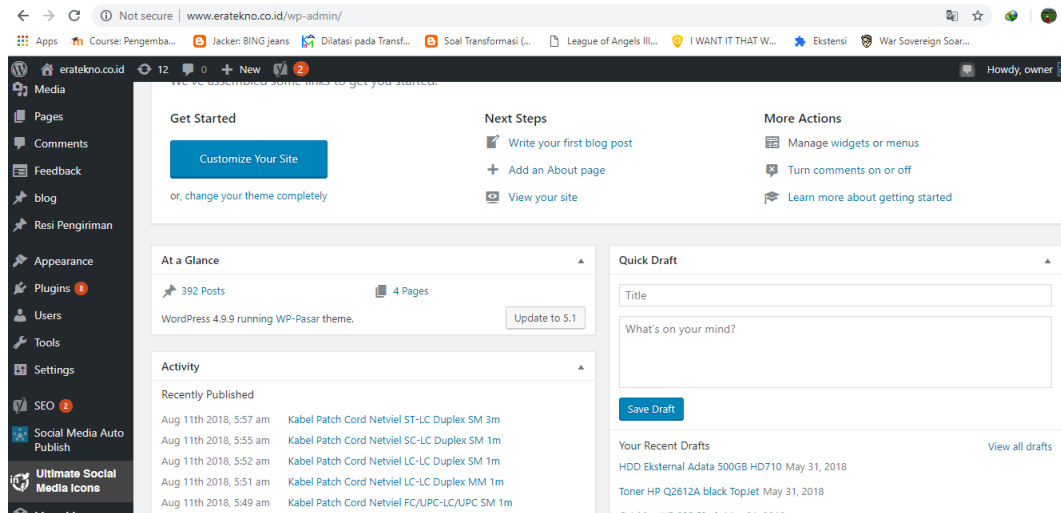 Not secure | www.eratekno.co.id/wp-admin/
Apps Course: Pengemba... Jacker: BING jeans Dilatasi pada Transf... Soal Transformasi (... League of Angels III... I WANT IT THAT W... Ekstensi War Sovereign Soar...
eratekno.co.id 12 0 + New 2 Howdy, owner
We've assembled some links to get you started:
Media
Pages
Comments
Feedback
blog
Resi Pengiriman
Appearance
Plugins 8
Users
Tools
Settings
SEO 2
Social Media Auto
Publish
Ultimate Social
Media Icons
Get Started
Customize Your Site
or, change your theme completely
Next Steps
Write your first blog post
Add an About page
View your site
More Actions
Manage widgets or menus
Turn comments on or off
Learn more about getting started
At a Glance
392 Posts 4 Pages
WordPress 4.9.9 running WP-Pasar theme. Update to 5.1
Activity
Recently Published
Aug 11th 2018, 5:57 am Kabel Patch Cord Netviel ST-LC Duplex SM 3m
Aug 11th 2018, 5:55 am Kabel Patch Cord Netviel SC-LC Duplex SM 1m
Aug 11th 2018, 5:52 am Kabel Patch Cord Netviel LC-LC Duplex SM 1m
Aug 11th 2018, 5:51 am Kabel Patch Cord Netviel LC-LC Duplex MM 1m
Aug 11th 2018, 5:49 am Kabel Patch Cord Netviel FC/UPC-LC/UPC SM 1m
Quick Draft
Title
What's on your mind?
Save Draft
Your Recent Drafts View all drafts
HDD Eksternal Adata 500GB HD710 May 31, 2018
Toner HP Q2612A black TopJet May 31, 2018